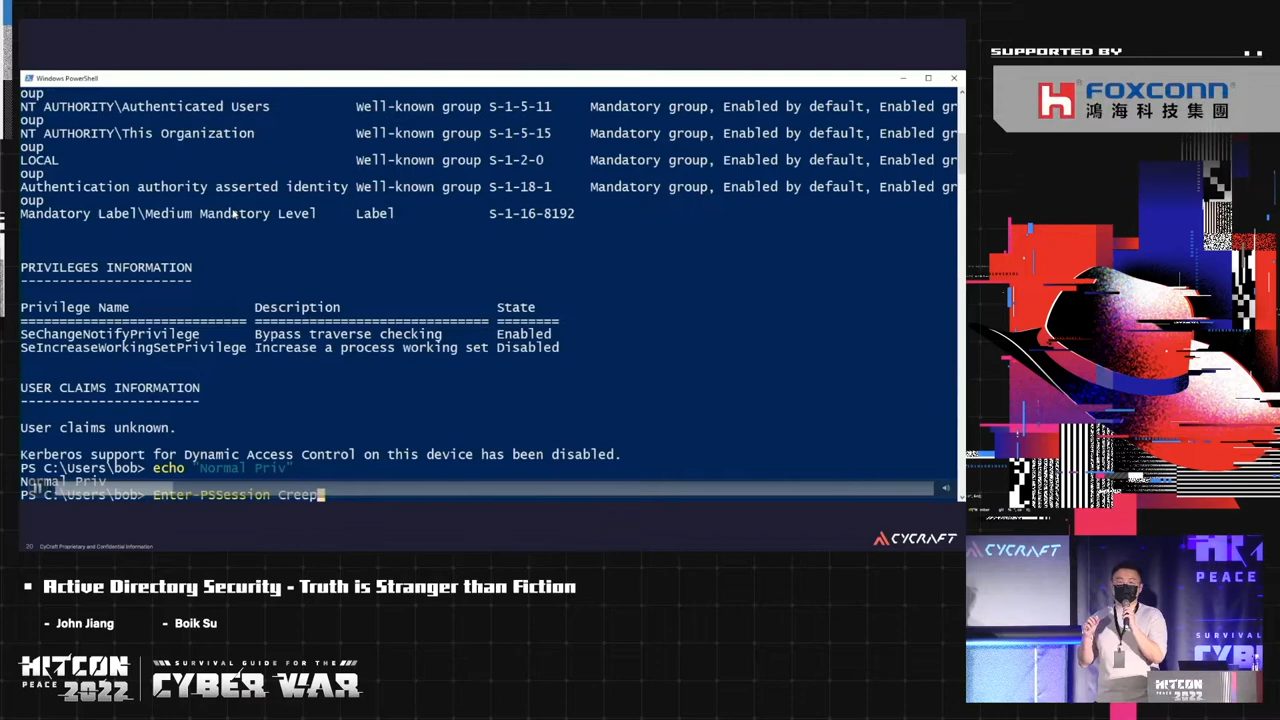 Windows PowerShell
oup
NT AUTHORITY\Authenticated Users Well-known group S-1-5-11 Mandatory group, Enabled by default, Enabled gr
oup
NT AUTHORITY\This Organization Well-known group S-1-5-15 Mandatory group, Enabled by default, Enabled gr
oup
LOCAL Well-known group S-1-2-0 Mandatory group, Enabled by default, Enabled gr
oup
Authentication authority asserted identity Well-known group S-1-18-1 Mandatory group, Enabled by default, Enabled gr
oup
Mandatory Label\Medium Mandatory Level Label S-1-16-8192
PRIVILEGES INFORMATION
----------------------
Privilege Name Description State
============================= ============================== ========
SeChangeNotifyPrivilege Bypass traverse checking Enabled
SeIncreaseWorkingSetPrivilege Increase a process working set Disabled
USER CLAIMS INFORMATION
-----------------------
User claims unknown.
Kerberos support for Dynamic Access Control on this device has been disabled.
PS C:\Users\bob> echo "Normal Priv"
Normal Priv
PS C:\Users\bob> Enter-PSSession Creep
20 CyCraft Proprietary and Confidential Information
CYCRAFT
SUPPORTED BY
FOXCONN
鴻海科技集團
Active Directory Security - Truth is Stranger than Fiction
- John Jiang - Boik Su
HITCON
PEACE 2022
SURVIVAL GUIDE FOR THE
CYBER WAR
CYCRAFT
PEACE
HITCON
PEACE 2022